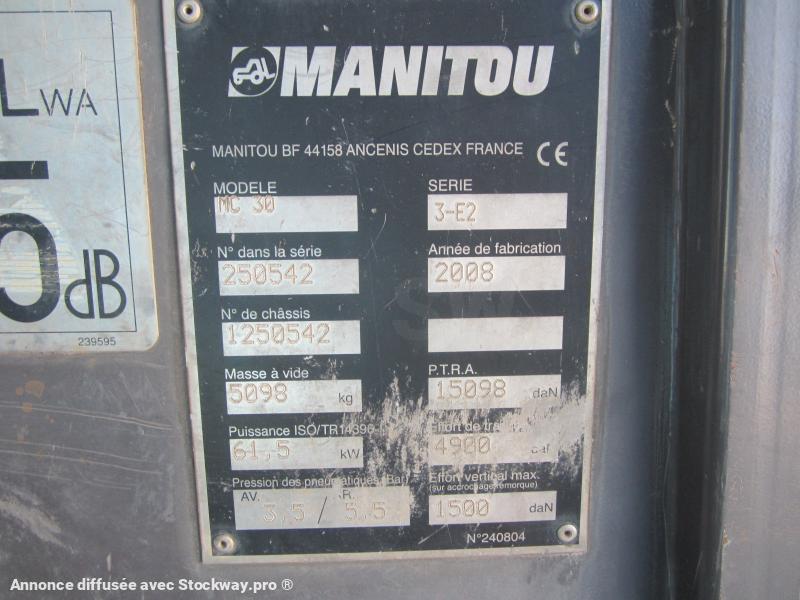 LWA
dB
239595
MANITOU
MANITOU BF 44158 ANCENIS CEDEX FRANCE CE
MODELE
MC 30
SERIE
3-E2
N° dans la série
250542
Année de fabrication
2008
N° de châssis
1250542
Masse à vide
5098 kg
P.T.R.A.
15098 daN
Puissance ISO/TR14396
61,5 kW
Effort de
4900
Pression des pneumatiques (Bar)
AV. R.
3,5 / 5.5
Effort vertical max.
(sur accrochage remorque)
1500 daN
N°240804
Annonce diffusée avec Stockway.pro ®